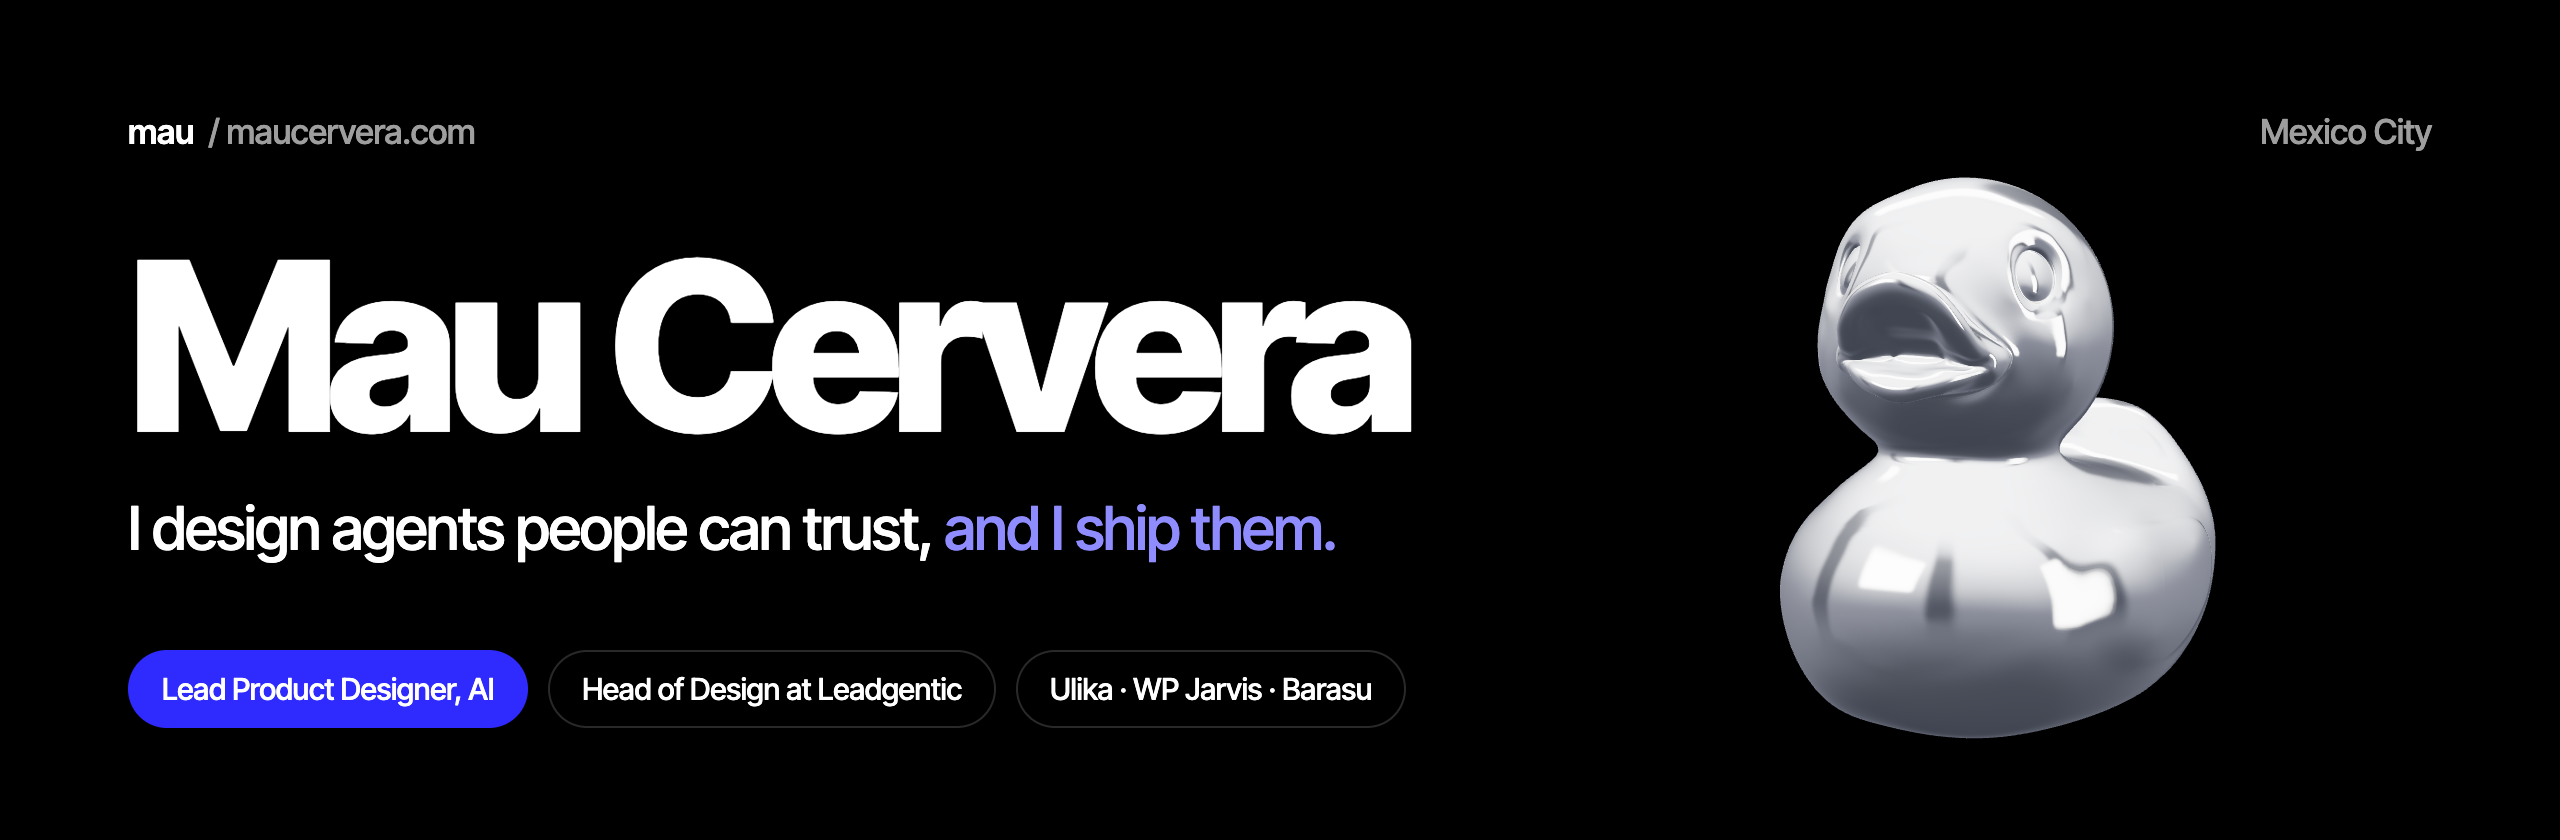 mau / maucervera.com
Mexico City
Mau Cervera
I design agents people can trust, and I ship them.
Lead Product Designer, AI
Head of Design at Leadgentic
Ulika · WP Jarvis · Barasu